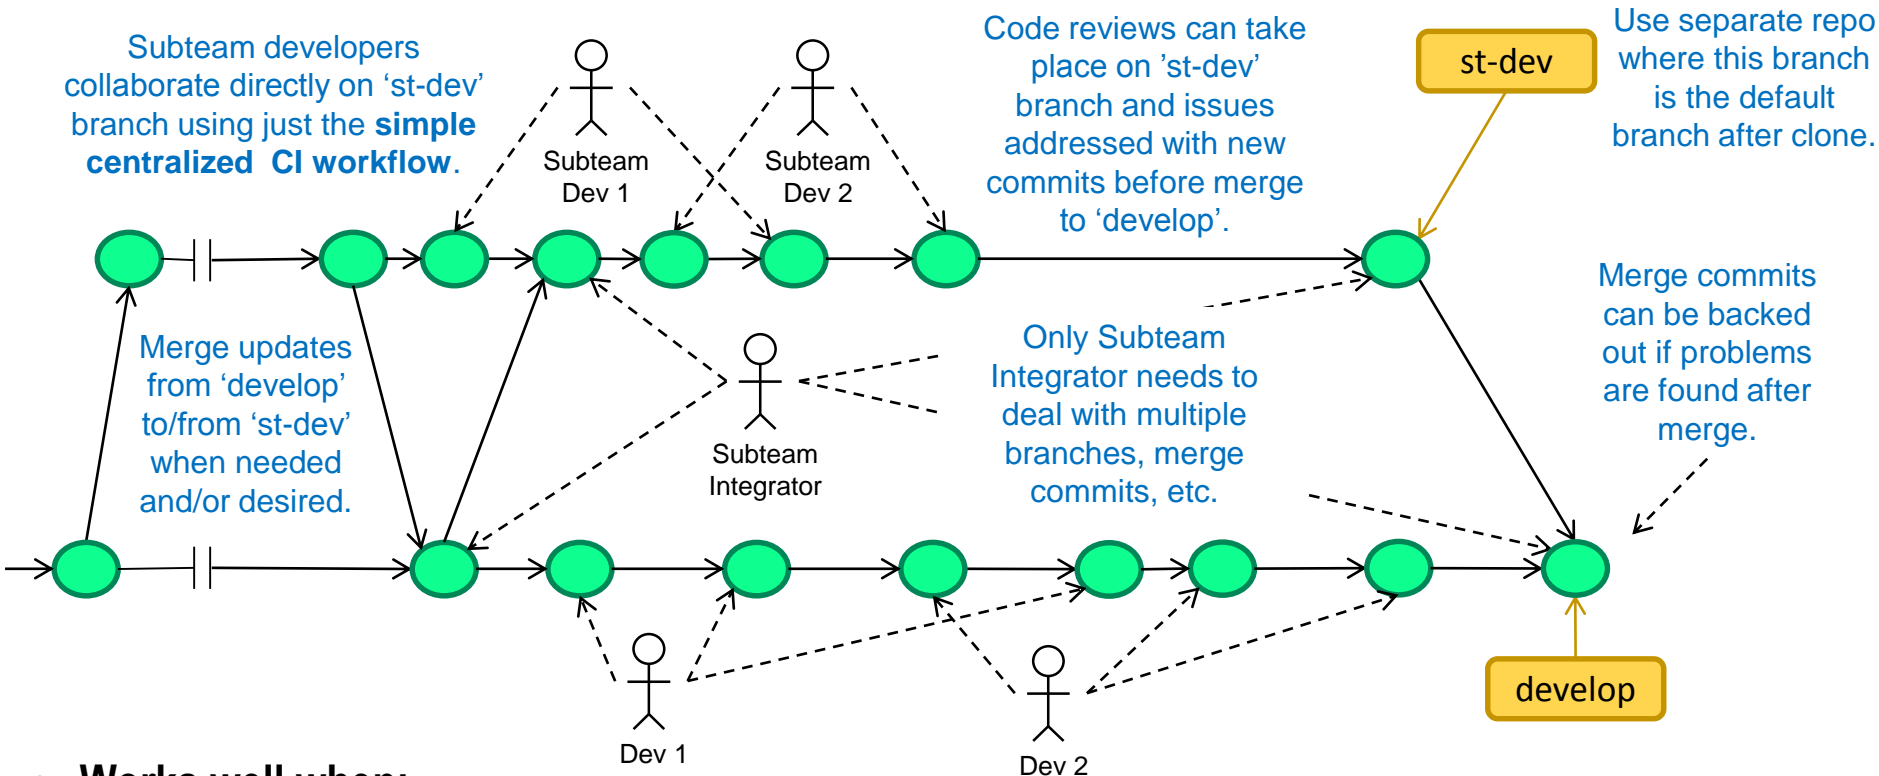 Subteam developers
collaborate directly on ‘st-dev’
branch using just the simple
centralized CI workflow.
Subteam
Dev 1
Subteam
Dev 2
Code reviews can take
place on ’st-dev’
branch and issues
addressed with new
commits before merge
to ‘develop’.
st-dev
Use separate repo
where this branch
is the default
branch after clone.
Merge updates
from ‘develop’
to/from ‘st-dev’
when needed
and/or desired.
Subteam
Integrator
Only Subteam
Integrator needs to
deal with multiple
branches, merge
commits, etc.
Merge commits
can be backed
out if problems
are found after
merge.
develop
Dev 1
Dev 2
Works well when: